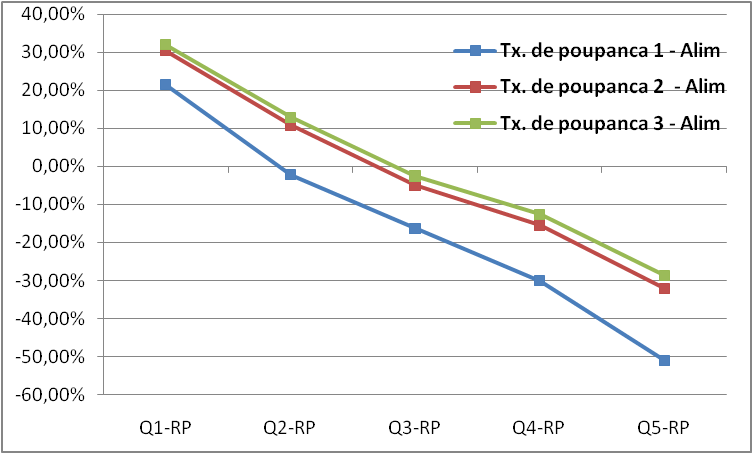 40,00%
30,00%
20,00%
10,00%
0,00%
-10,00%
-20,00%
-30,00%
-40,00%
-50,00%
-60,00%
Tx. de poupanca 1 - Alim
Tx. de poupanca 2  - Alim
Tx. de poupanca 3 - Alim
Q1-RP Q2-RP Q3-RP Q4-RP Q5-RP